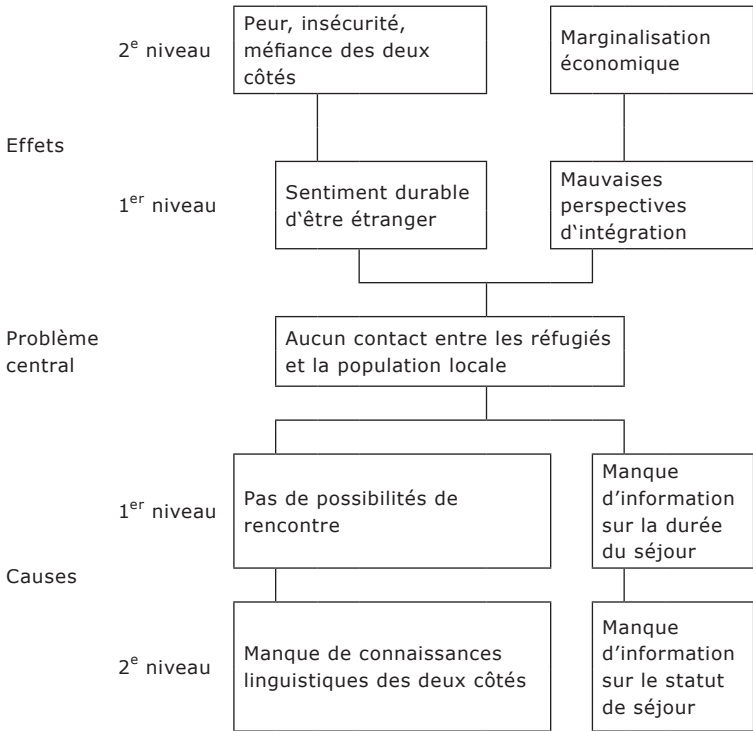 2e niveau
Peur, insécurité,
méfiance des deux
côtés
Marginalisation
économique
Effets
1er niveau
Sentiment durable
d‘être étranger
Mauvaises
perspectives
d‘intégration
Problème
central
Aucun contact entre les réfugiés
et la population locale
1er niveau
Pas de possibilités de
rencontre
Manque
d’information
sur la durée
du séjour
Causes
2e niveau
Manque de connaissances
linguistiques des deux côtés
Manque
d’information
sur le statut
de séjour